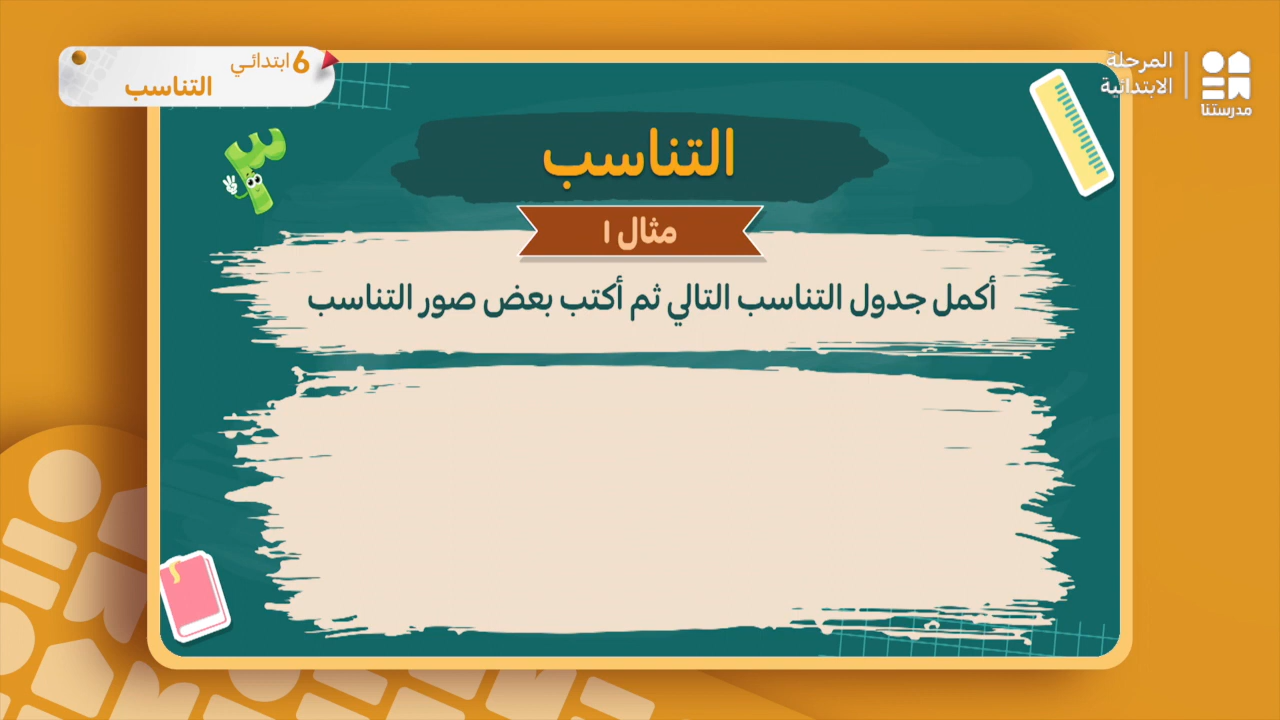 المرحلة
الابتدائية
مدرستنا
6 ابتدائي
التناسب
التناسب
مثال ١
أكمل جدول التناسب التالي ثم أكتب بعض صور التناسب